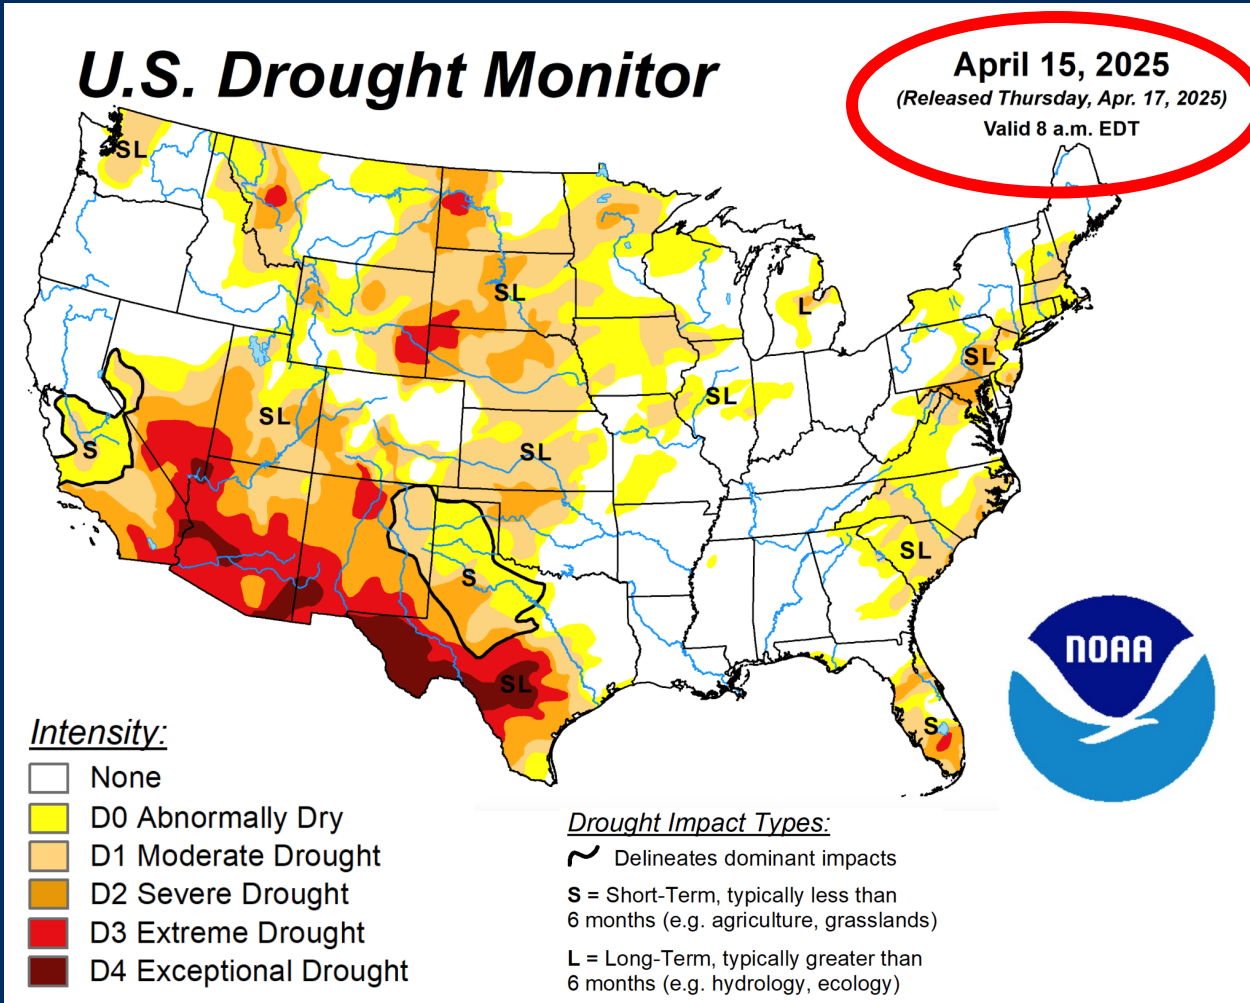 U.S. Drought Monitor
April 15, 2025
(Released Thursday, Apr. 17, 2025)
Valid 8 a.m. EDT
SL
SL
L
SL
SL
SL
S
SL
SL
S
SL
SL
S
NOAA
Intensity:
None
D0 Abnormally Dry
D1 Moderate Drought
D2 Severe Drought
D3 Extreme Drought
D4 Exceptional Drought
Drought Impact Types:
Delineates dominant impacts
S = Short-Term, typically less than
6 months (e.g. agriculture, grasslands)
L = Long-Term, typically greater than
6 months (e.g. hydrology, ecology)